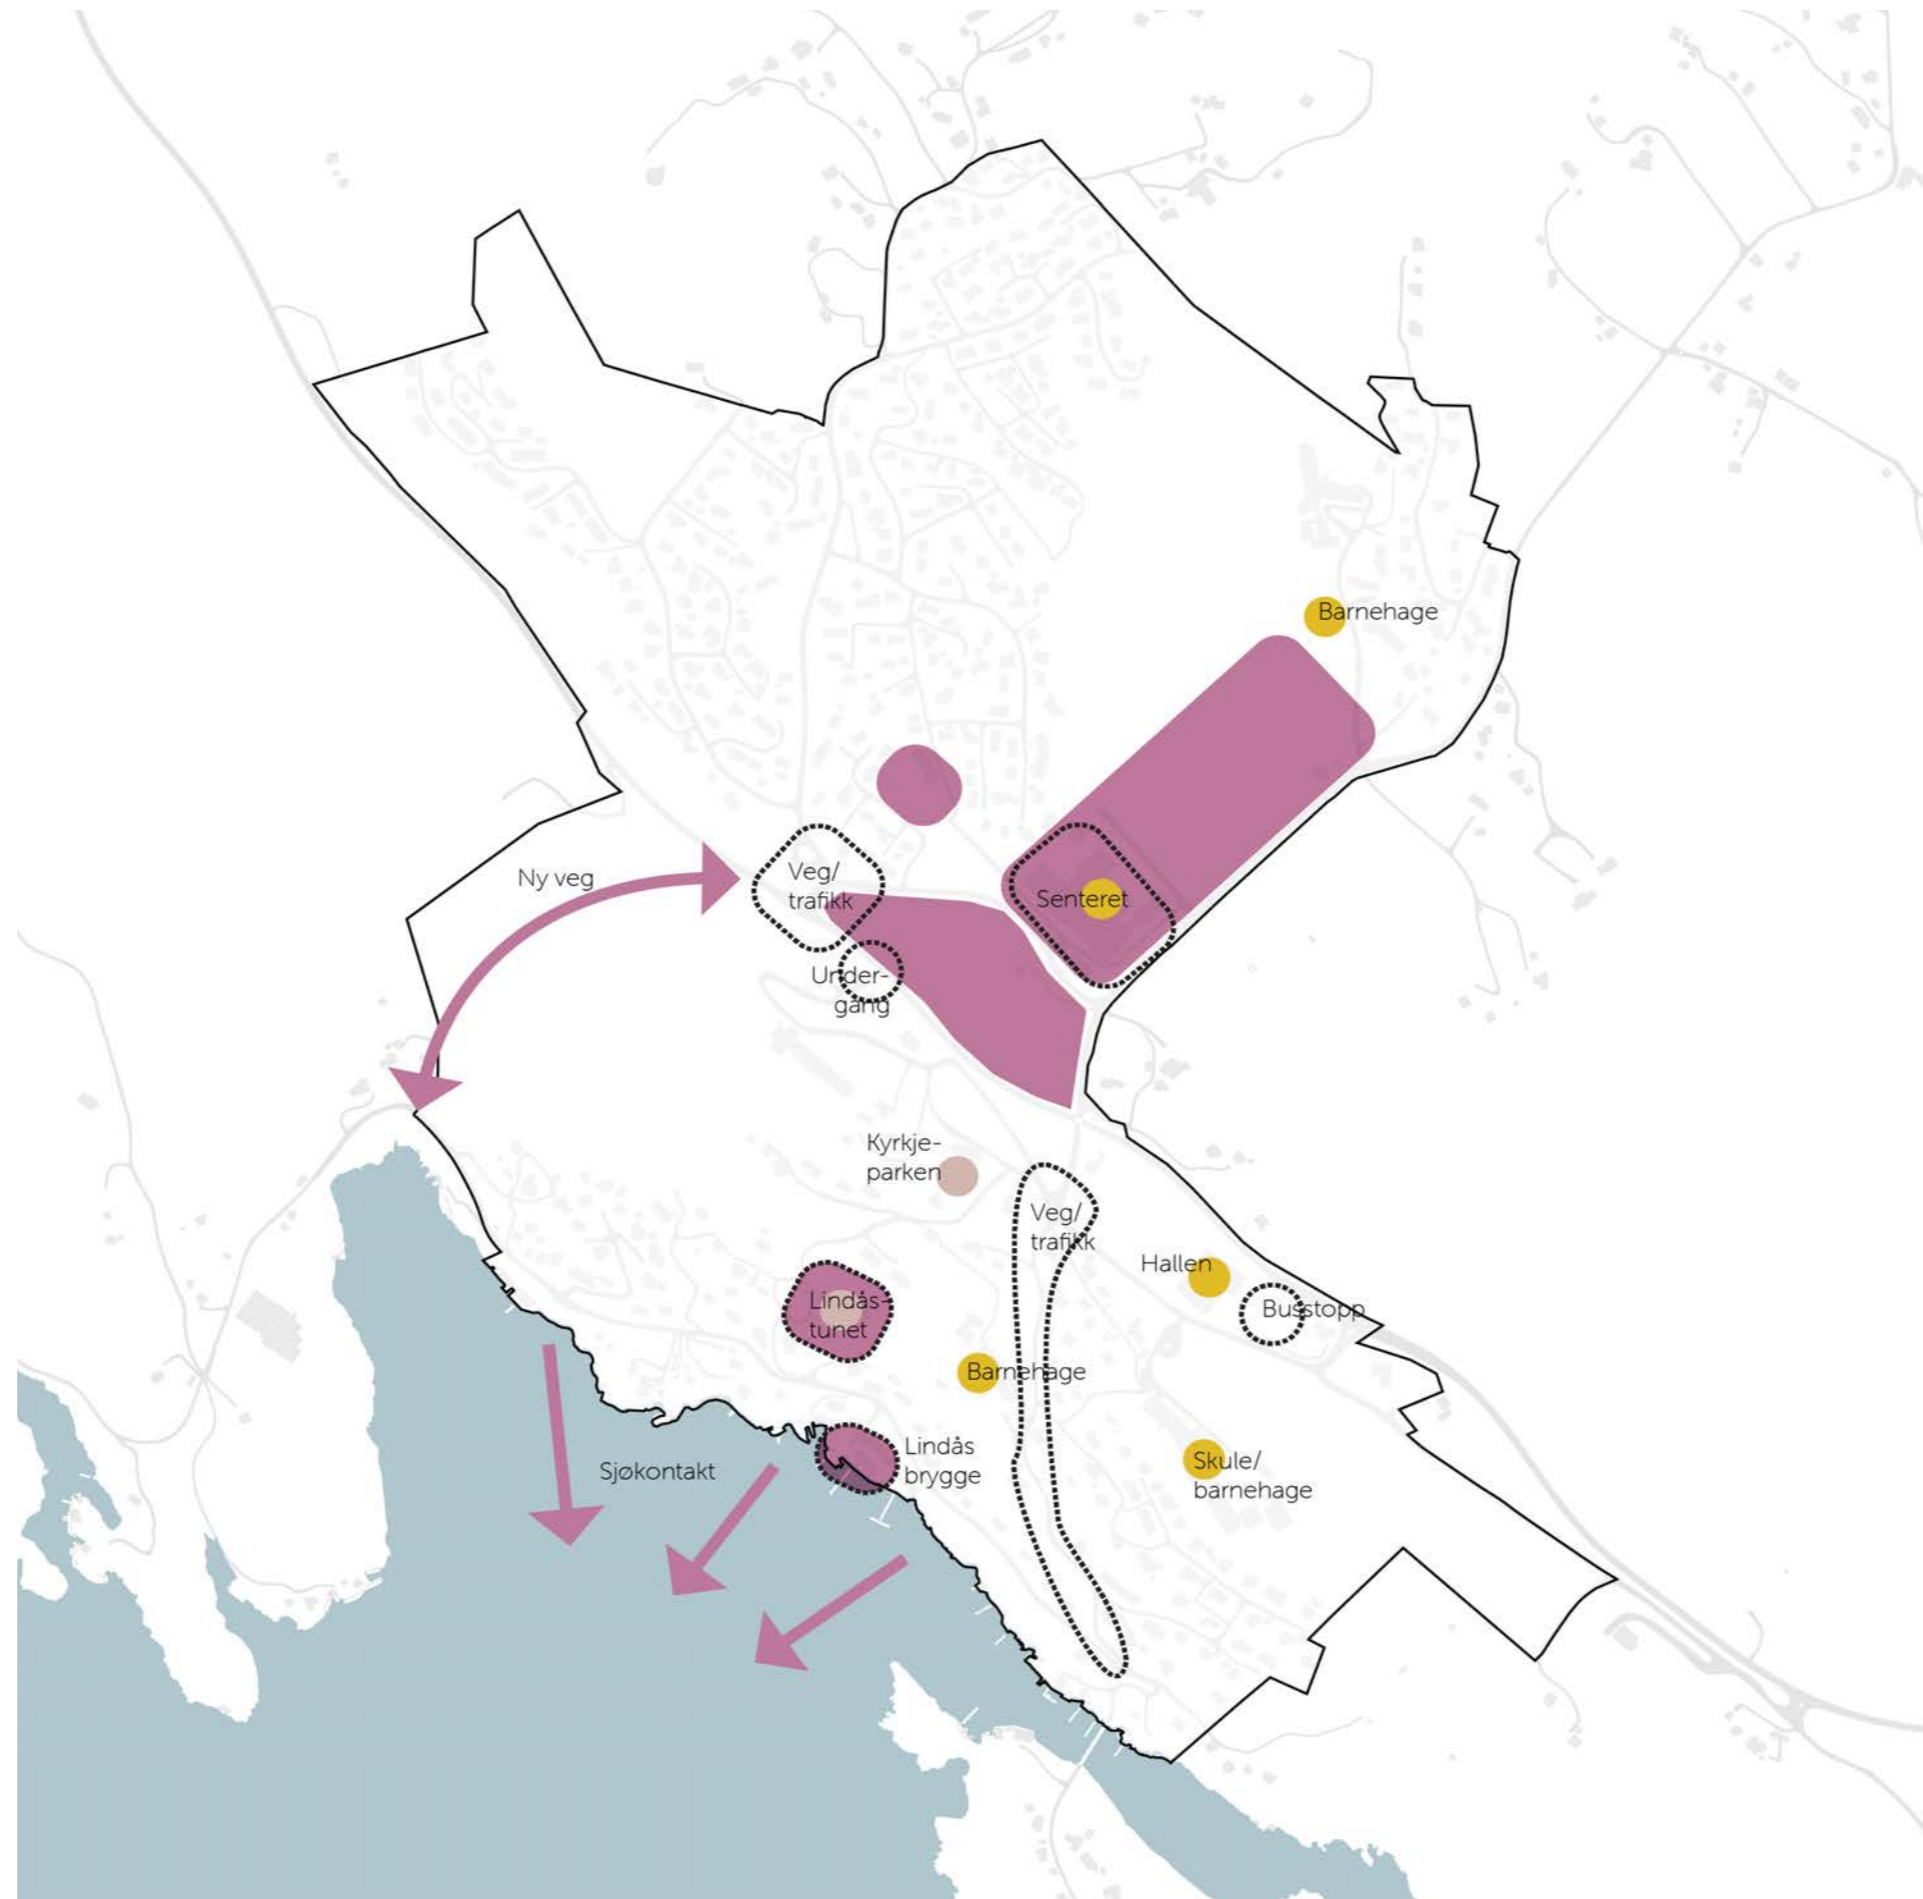 Barnehage
Ny veg
Veg/
trafikk
Senteret
Under-
gang
Kyrkje-
parken
Veg/
trafikk
Hallen
Busstopp
Lindås-
tunet
Barnehage
Lindås
brygge
Sjøkontakt
Skule/
barnehage